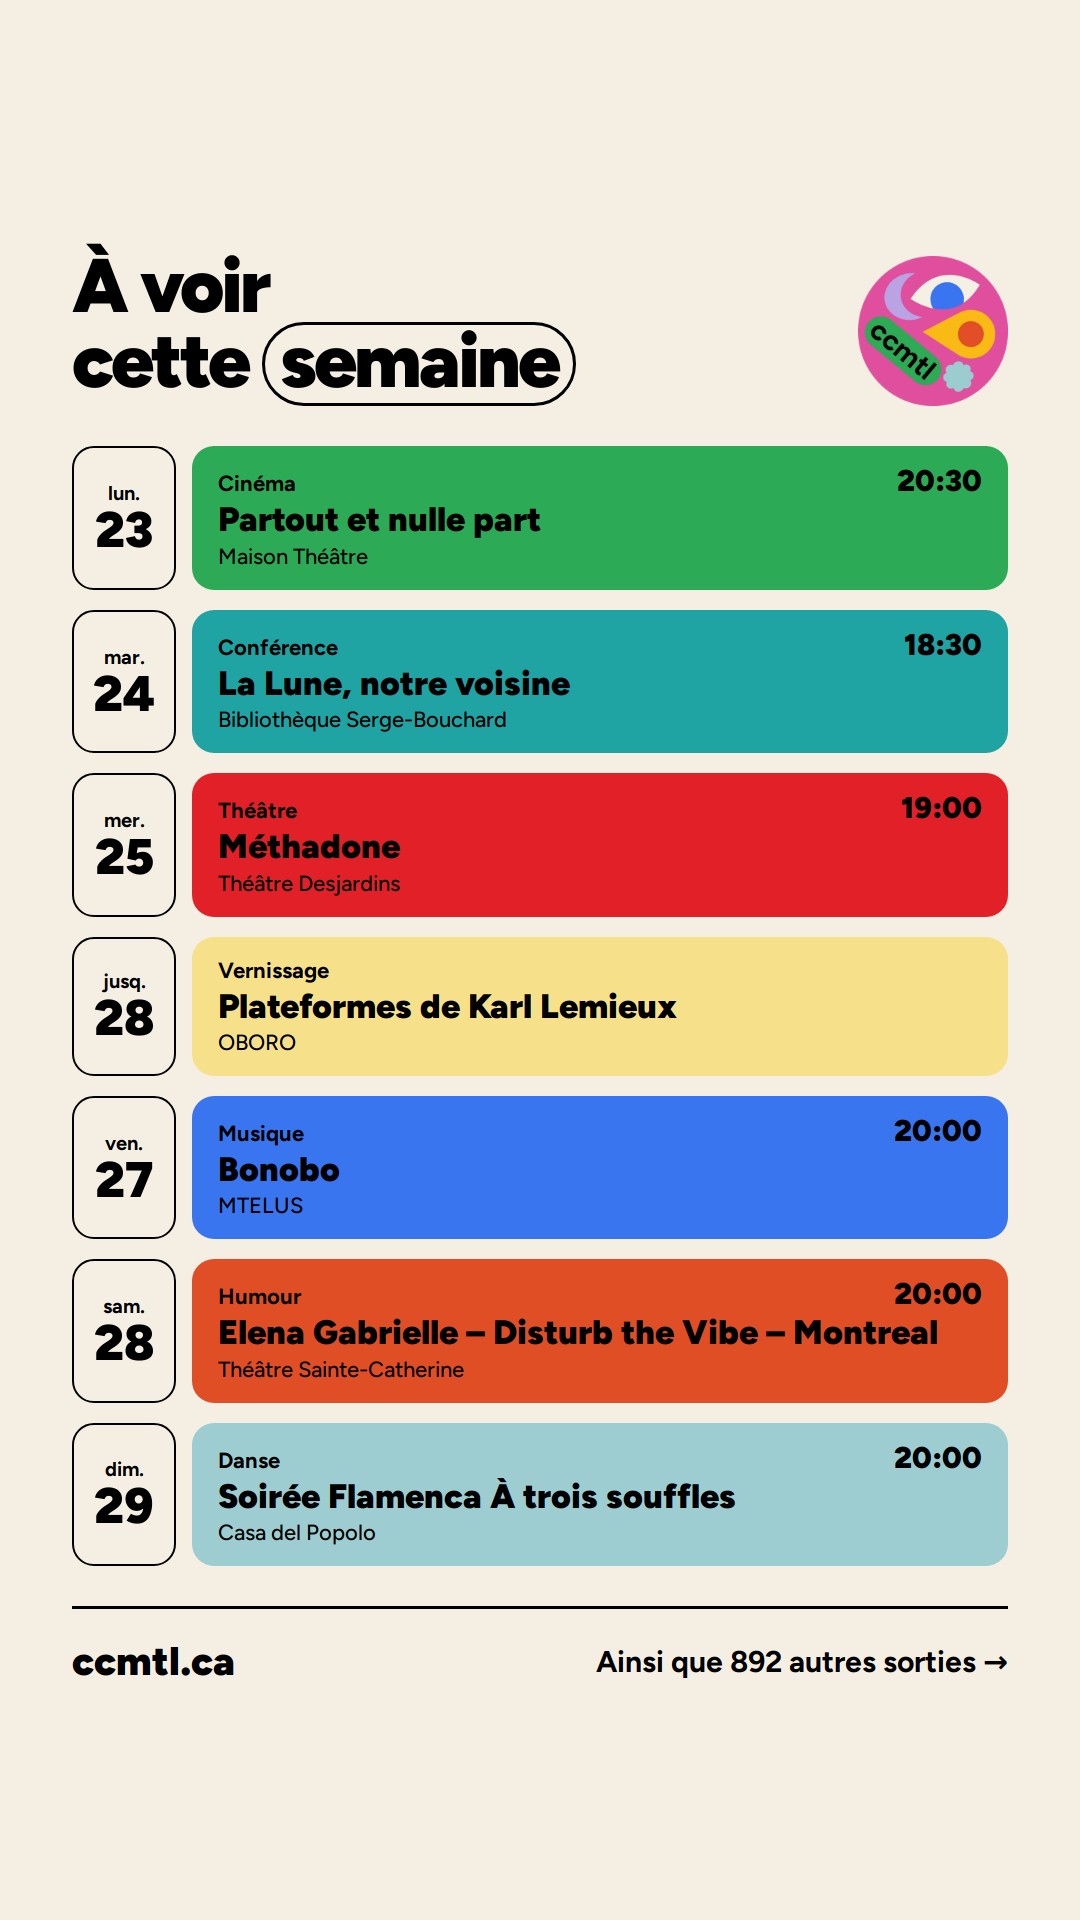 À voir
cette semaine
ccmtl
lun.
23
Cinéma
20:30
Partout et nulle part
Maison Théâtre
mar.
24
Conférence
18:30
La Lune, notre voisine
Bibliothèque Serge-Bouchard
mer.
25
Théâtre
19:00
Méthadone
Théâtre Desjardins
jusq.
28
Vernissage
Plateformes de Karl Lemieux
OBORO
ven.
27
Musique
20:00
Bonobo
MTELUS
sam.
28
Humour
20:00
Elena Gabrielle – Disturb the Vibe – Montreal
Théâtre Sainte-Catherine
dim.
29
Danse
20:00
Soirée Flamenca À trois souffles
Casa del Popolo
ccmtl.ca
Ainsi que 892 autres sorties →